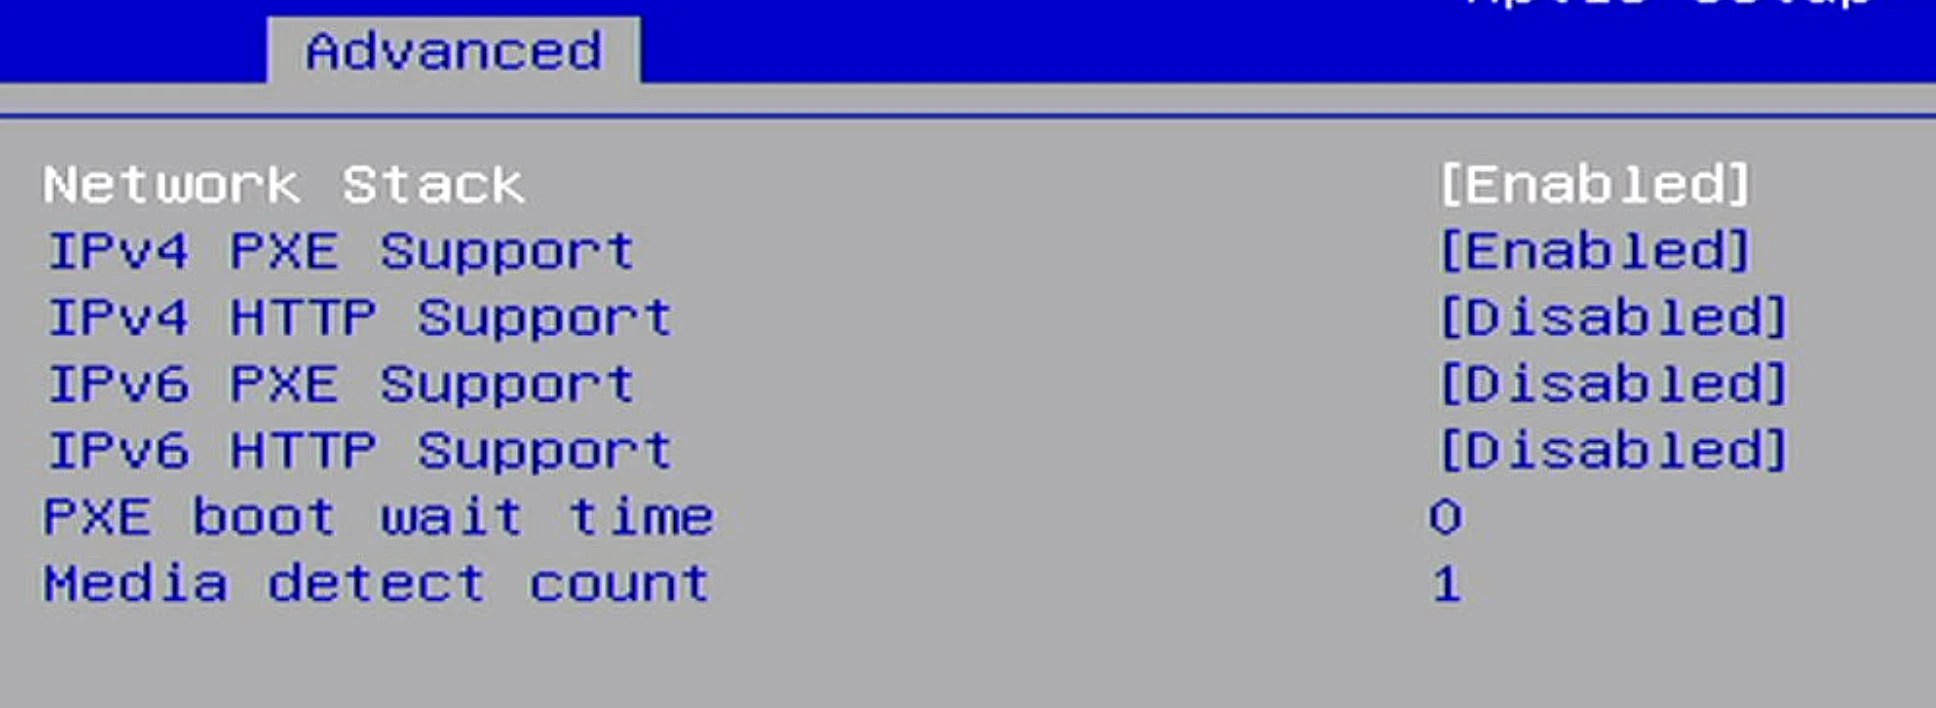 Advanced
Network Stack [Enabled]
IPv4 PXE Support [Enabled]
IPv4 HTTP Support [Disabled]
IPv6 PXE Support [Disabled]
IPv6 HTTP Support [Disabled]
PXE boot wait time 0
Media detect count 1